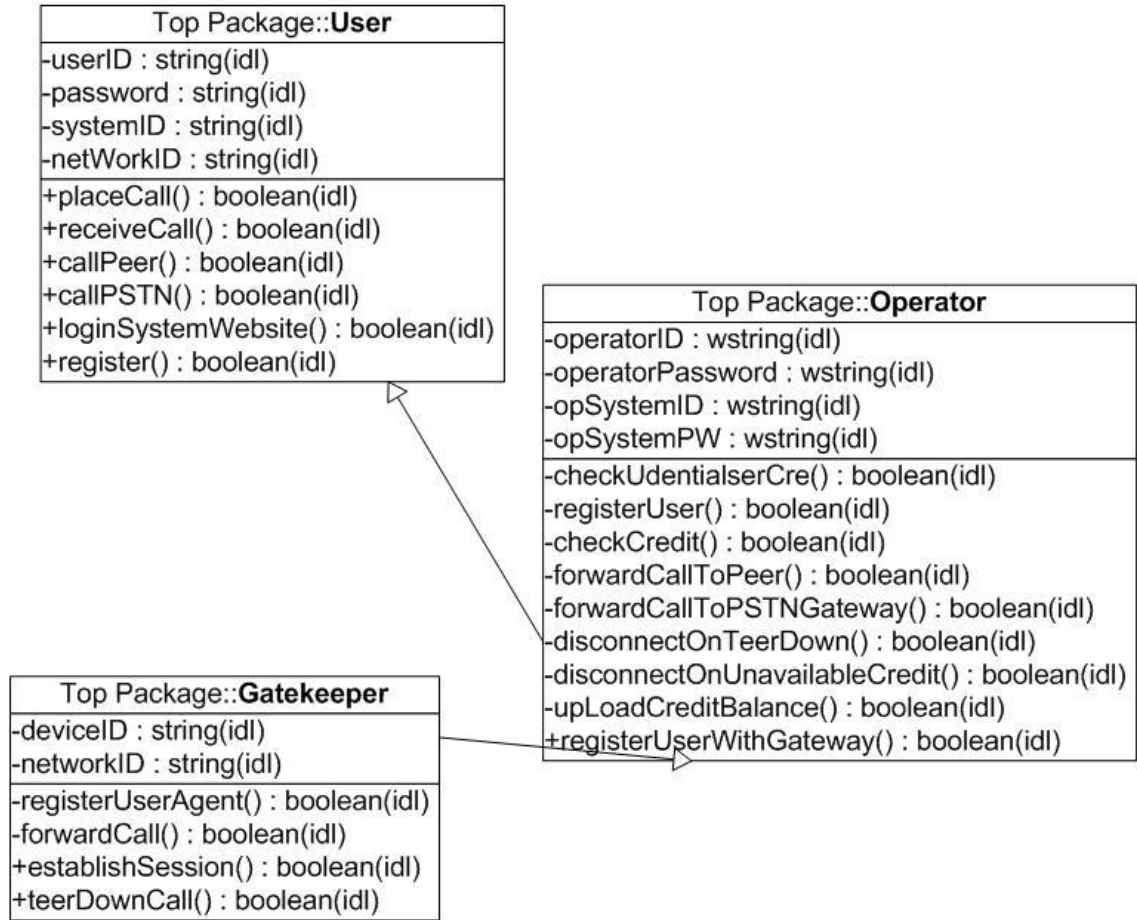 Top Package::User
-userID : string(idl)
-password : string(idl)
-systemID : string(idl)
-netWorkID : string(idl)
+placeCall() : boolean(idl)
+receiveCall() : boolean(idl)
+callPeer() : boolean(idl)
+callPSTN() : boolean(idl)
+loginSystemWebsite() : boolean(idl)
+register() : boolean(idl)
Top Package::Operator
-operatorID : wstring(idl)
-operatorPassword : wstring(idl)
-opSystemID : wstring(idl)
-opSystemPW : wstring(idl)
-checkUdentialserCre() : boolean(idl)
-registerUser() : boolean(idl)
-checkCredit() : boolean(idl)
-forwardCallToPeer() : boolean(idl)
-forwardCallToPSTNGateway() : boolean(idl)
-disconnectOnTeerDown() : boolean(idl)
-disconnectOnUnavailableCredit() : boolean(idl)
-upLoadCreditBalance() : boolean(idl)
+registerUserWithGateway() : boolean(idl)
Top Package::Gatekeeper
-deviceID : string(idl)
-networkID : string(idl)
-registerUserAgent() : boolean(idl)
-forwardCall() : boolean(idl)
+establishSession() : boolean(idl)
+teerDownCall() : boolean(idl)